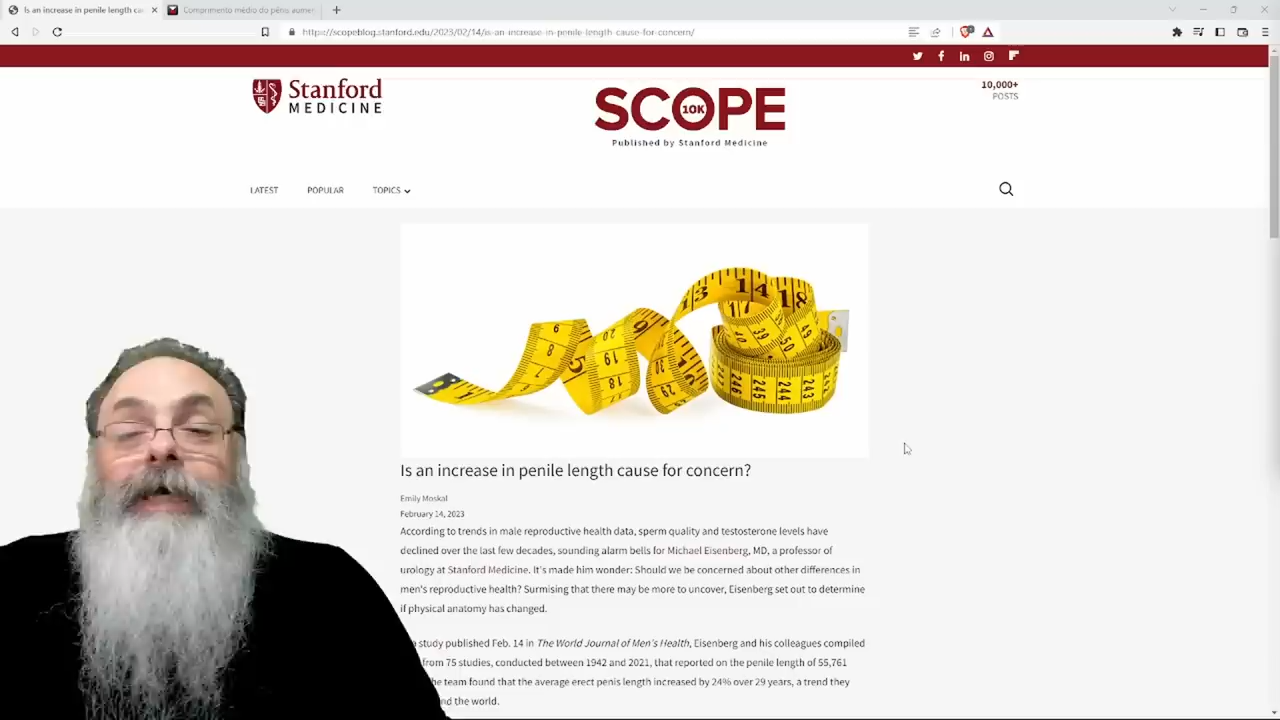 Is an increase in penile length ca
Comprimento médio do pênis aumer
https://scopeblog.stanford.edu/2023/02/14/is-an-increase-in-penile-length-cause-for-concern/
Stanford
MEDICINE
SCOPE
10K
Published by Stanford Medicine
10,000+
POSTS
LATEST
POPULAR
TOPICS
Is an increase in penile length cause for concern?
Emily Moskal
February 14, 2023
According to trends in male reproductive health data, sperm quality and testosterone levels have
declined over the last few decades, sounding alarm bells for Michael Eisenberg, MD, a professor of
urology at Stanford Medicine. It's made him wonder: Should we be concerned about other differences in
men's reproductive health? Surmising that there may be more to uncover, Eisenberg set out to determine
if physical anatomy has changed.
study published Feb. 14 in The World Journal of Men's Health, Eisenberg and his colleagues compiled
from 75 studies, conducted between 1942 and 2021, that reported on the penile length of 55,761
he team found that the average erect penis length increased by 24% over 29 years, a trend they
nd the world.